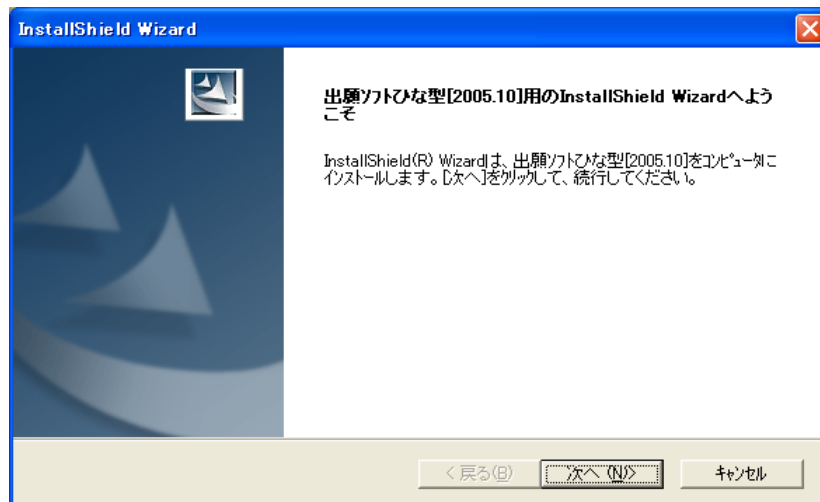 InstallShield Wizard
出願ソフトひな型[2005.10]用のInstallShield Wizardへよう
こそ
InstallShield(R) Wizardは、出願ソフトひな型[2005.10]をコンピュータに
インストールします。[次へ]をクリックして、続行してください。
< 戻る(B)
次へ(N)>
キャンセル